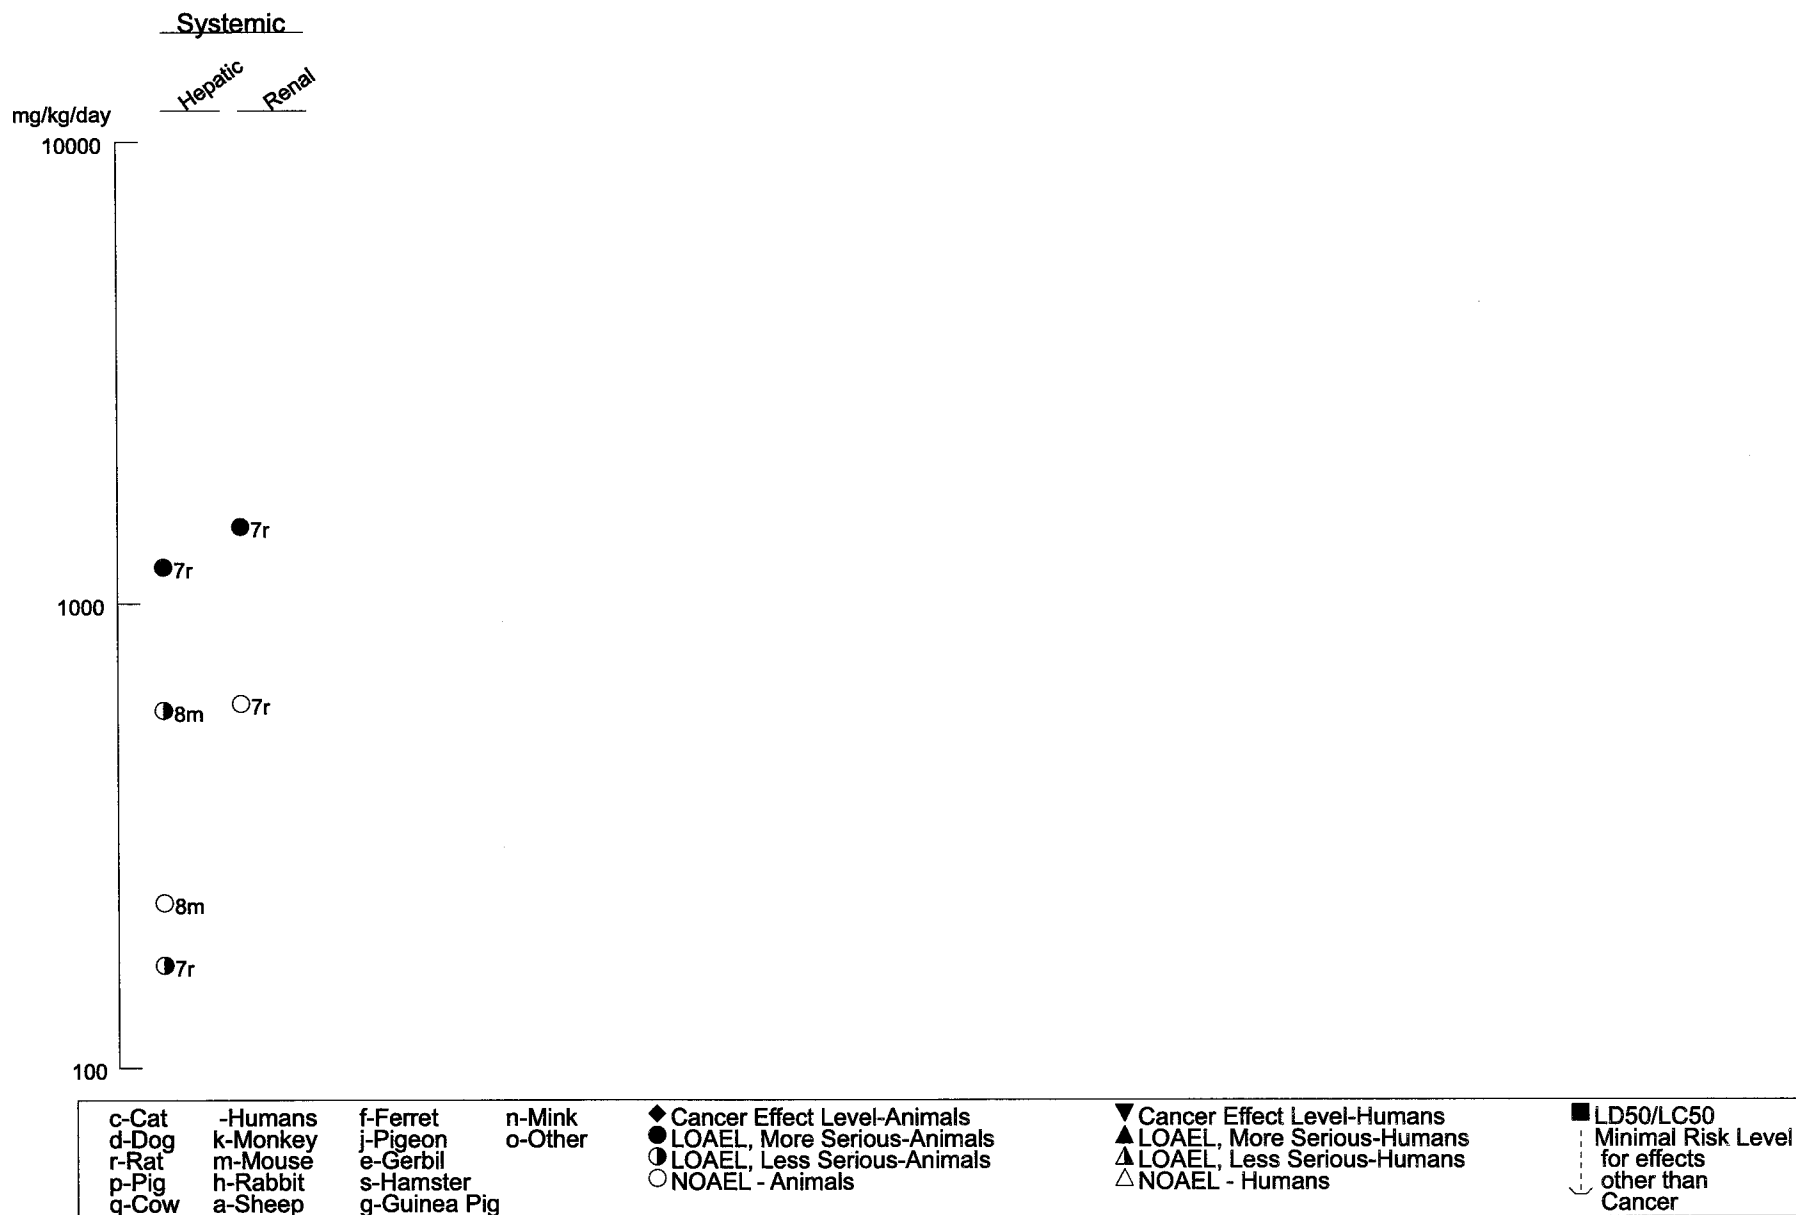 Systemic
Hepatic Renal
mg/kg/day
10000
7r
7r
1000
7r
8m
8m
7r
100
c-Cat -Humans f-Ferret n-Mink ◆ Cancer Effect Level-Animals ▼ Cancer Effect Level-Humans ■ LD50/LC50
d-Dog k-Monkey j-Pigeon o-Other ● LOAEL, More Serious-Animals ▲ LOAEL, More Serious-Humans Minimal Risk Level
r-Rat m-Mouse e-Gerbil ◑ LOAEL, Less Serious-Animals ◮ LOAEL, Less Serious-Humans for effects
p-Pig h-Rabbit s-Hamster ○ NOAEL - Animals △ NOAEL - Humans other than
q-Cow a-Sheep g-Guinea Pig Cancer